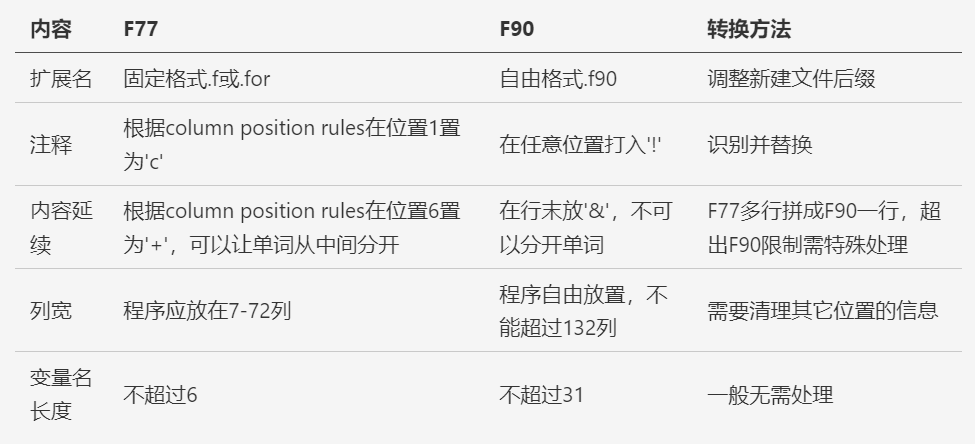 内容 F77 F90 转换方法
扩展名 固定格式.f或.for 自由格式.f90 调整新建文件后缀
注释 根据column position rules在位置1置为'c' 在任意位置打入'!' 识别并替换
内容延续 根据column position rules在位置6置为'+'，可以让单词从中间分开 在行末放'&'，不可以分开单词 F77多行拼成F90一行，超出F90限制需特殊处理
列宽 程序应放在7-72列 程序自由放置，不能超过132列 需要清理其它位置的信息
变量名长度 不超过6 不超过31 一般无需处理